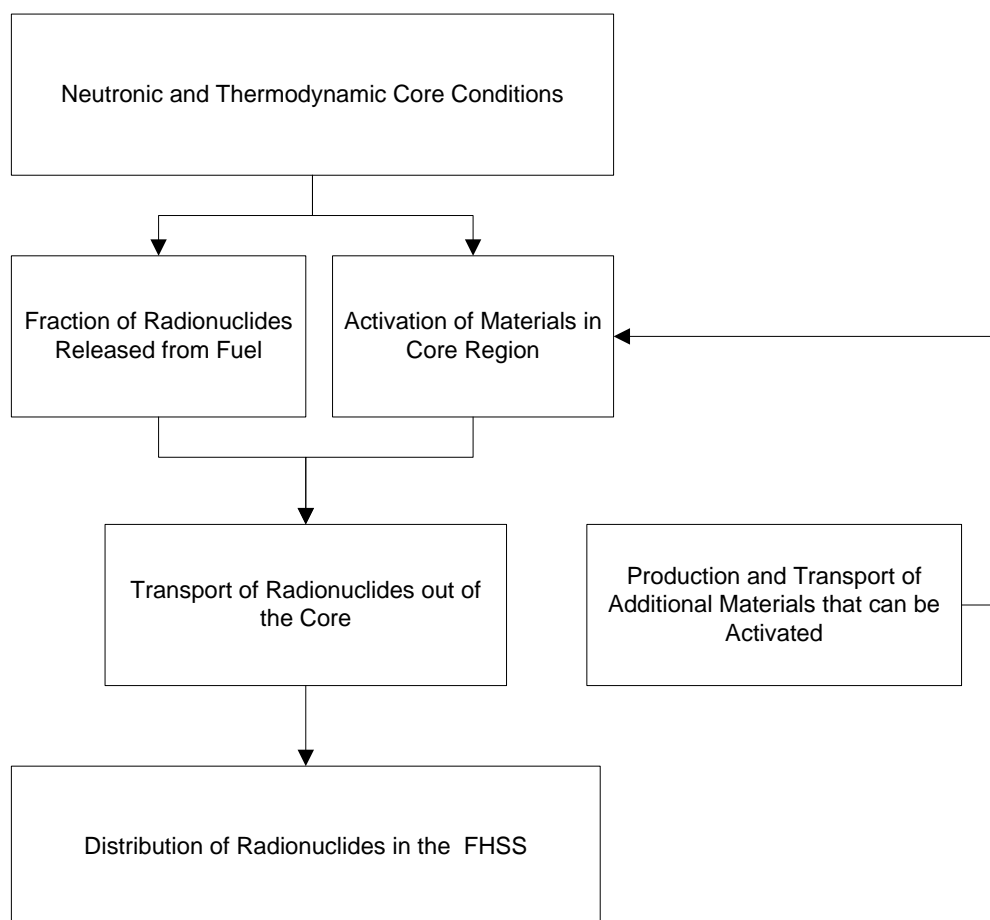 Neutronic and Thermodynamic Core Conditions
Fraction of Radionuclides
Released from Fuel
Activation of Materials in
Core Region
Transport of Radionuclides out of
the Core
Production and Transport of
Additional Materials that can be
Activated
Distribution of Radionuclides in the  FHSS